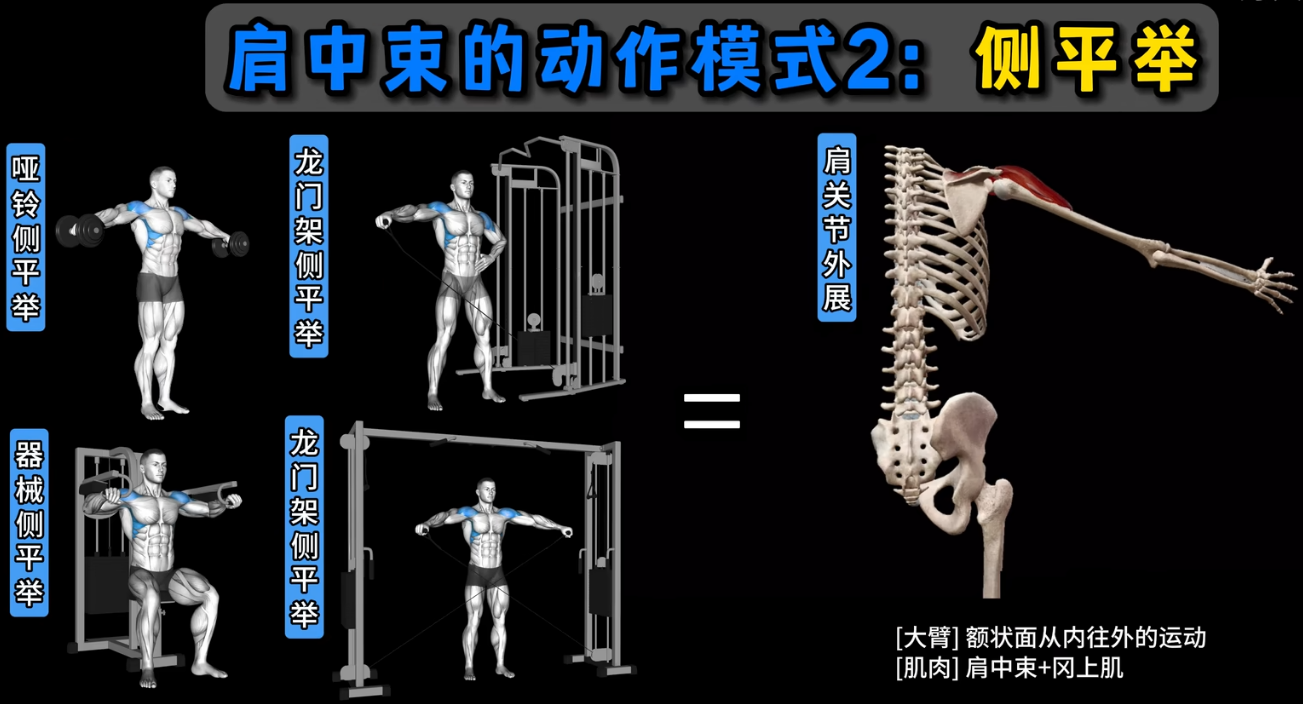 肩中束的动作模式2：侧平举
哑铃侧平举
龙门架侧平举
肩关节外展
器械侧平举
龙门架侧平举
[大臂] 额状面从内往外的运动
[肌肉] 肩中束+冈上肌